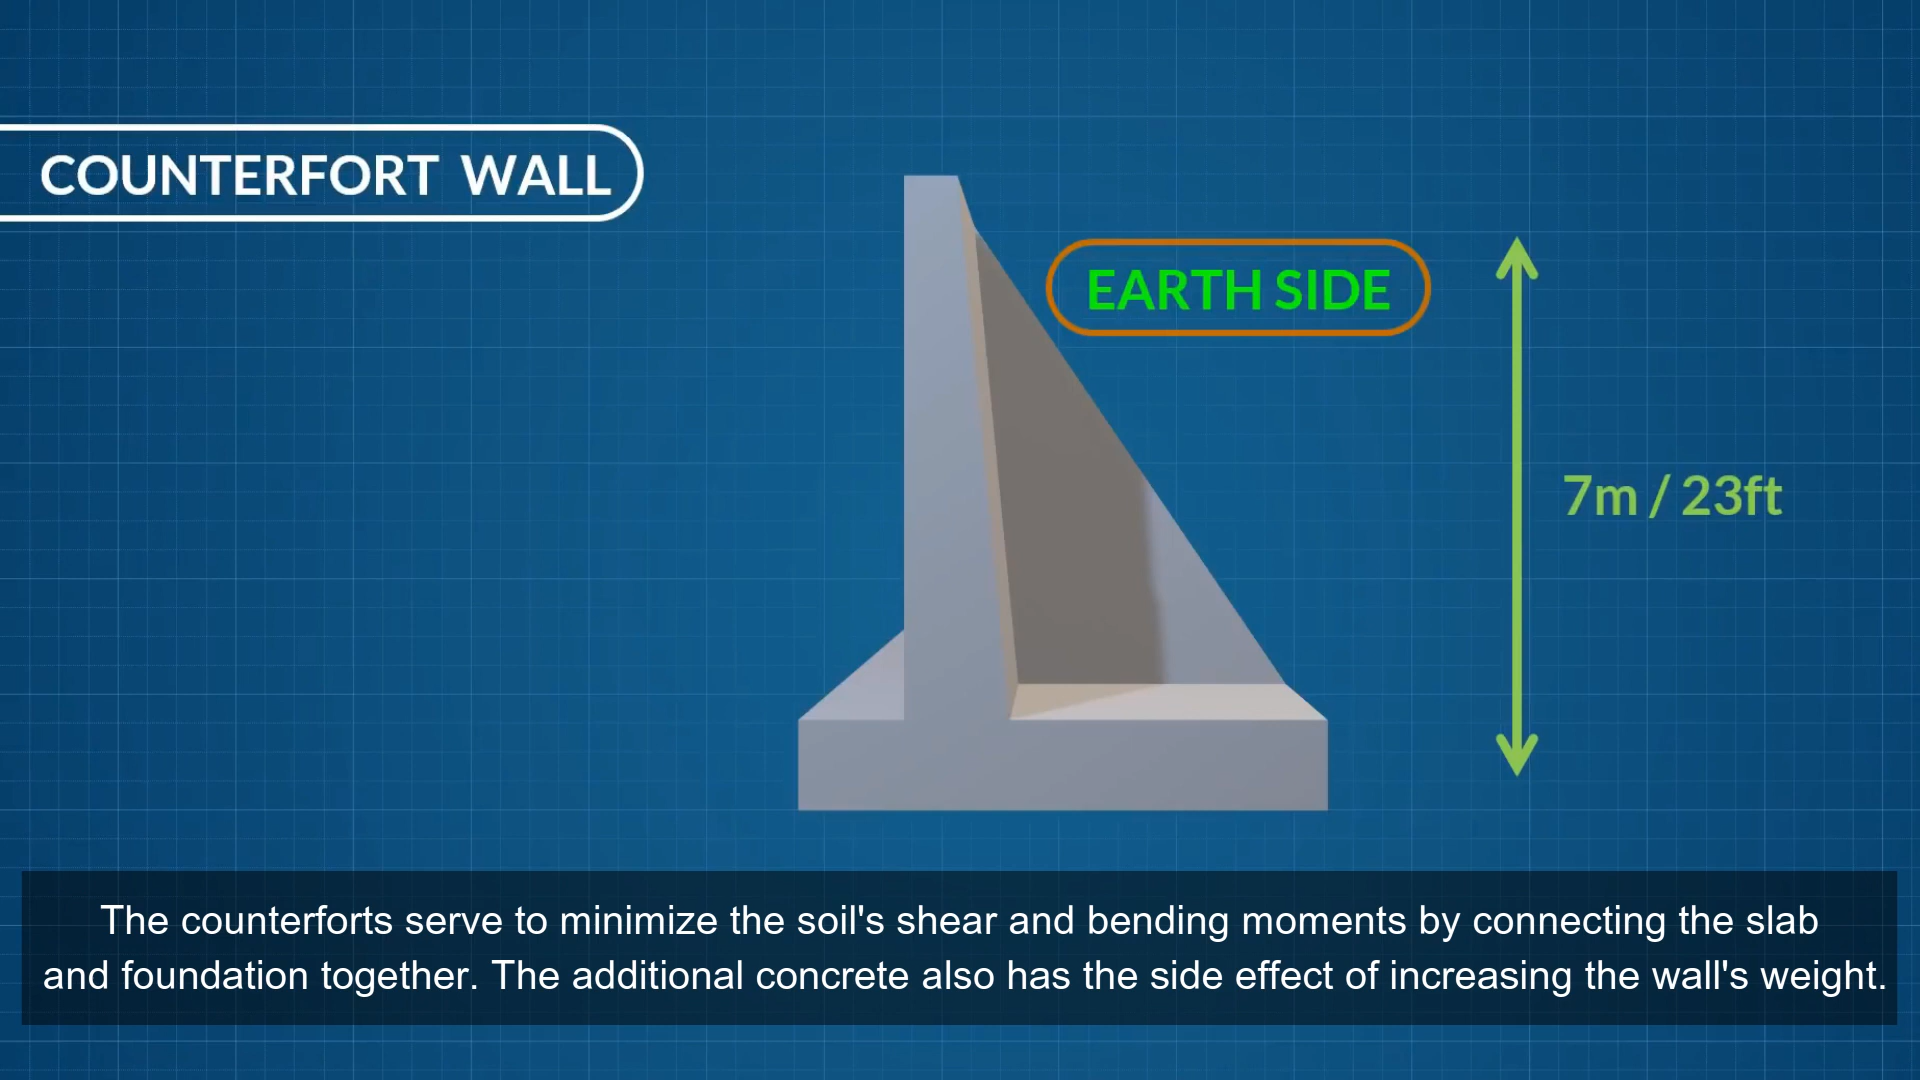 COUNTERFORT WALL
EARTH SIDE
7m / 23ft
The counterforts serve to minimize the soil's shear and bending moments by connecting the slab
and foundation together. The additional concrete also has the side effect of increasing the wall's weight.